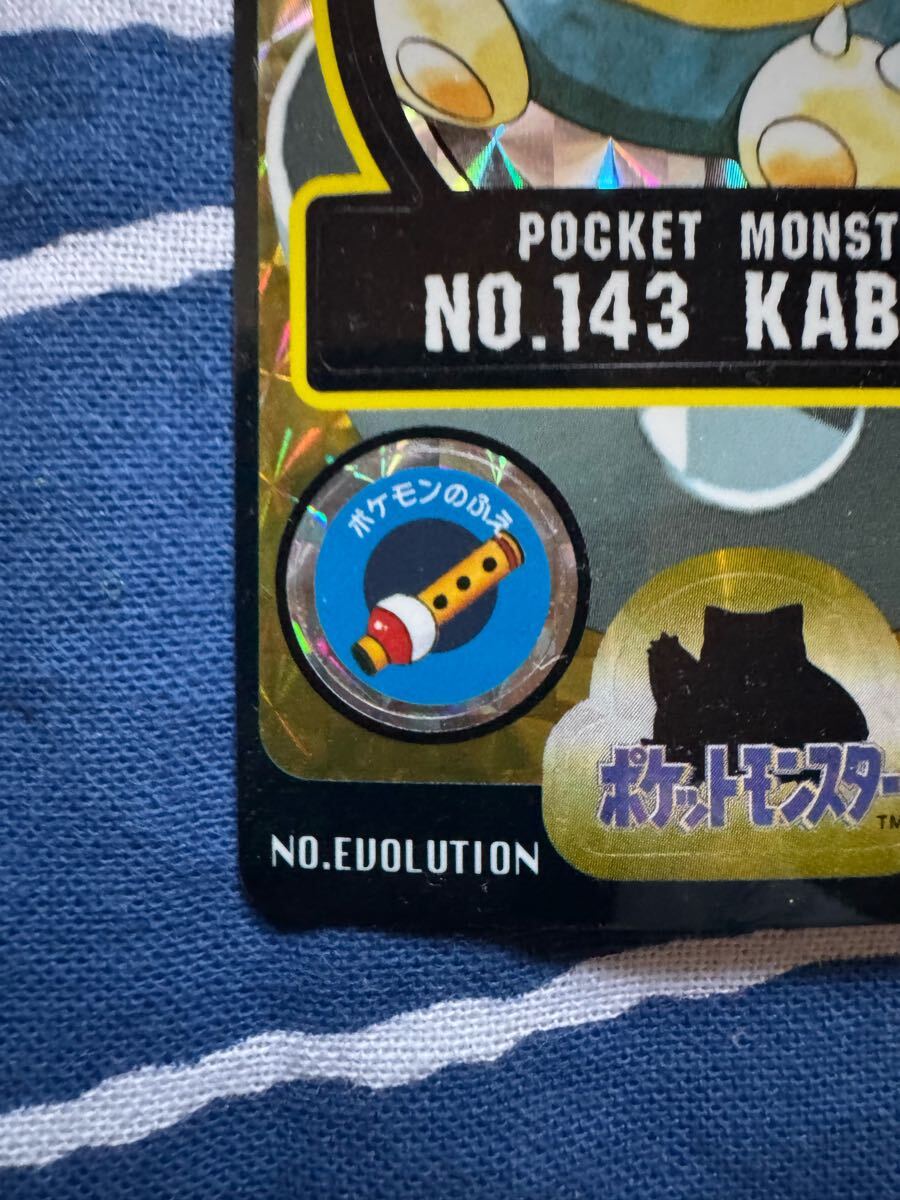 POCKET MONST
NO.143 KAB
ポケモンのふえ
ポケットモンスター
TM
NO.EVOLUTION